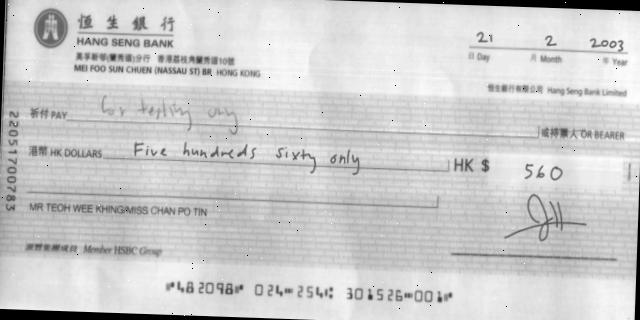 恒生銀行
HANG SENG BANK
美孚新邨(蘭秀道)分行 香港荔枝角蘭秀道10號
MEI FOO SUN CHUEN (NASSAU ST) BR, HONG KONG
21 2 2003
日 Day 月 Month 年 Year
恒生銀行有限公司 Hang Seng Bank Limited
祈付 PAY for testing only 或持票人 OR BEARER
港幣 HK DOLLARS Five hundreds sixty only HK $ 560
MR TEOH WEE KHING/MISS CHAN PO TIN
滙豐集團成員 Member HSBC Group
22051700783
⑈482098⑈ 024⑉254⑆ 301526⑉001⑈